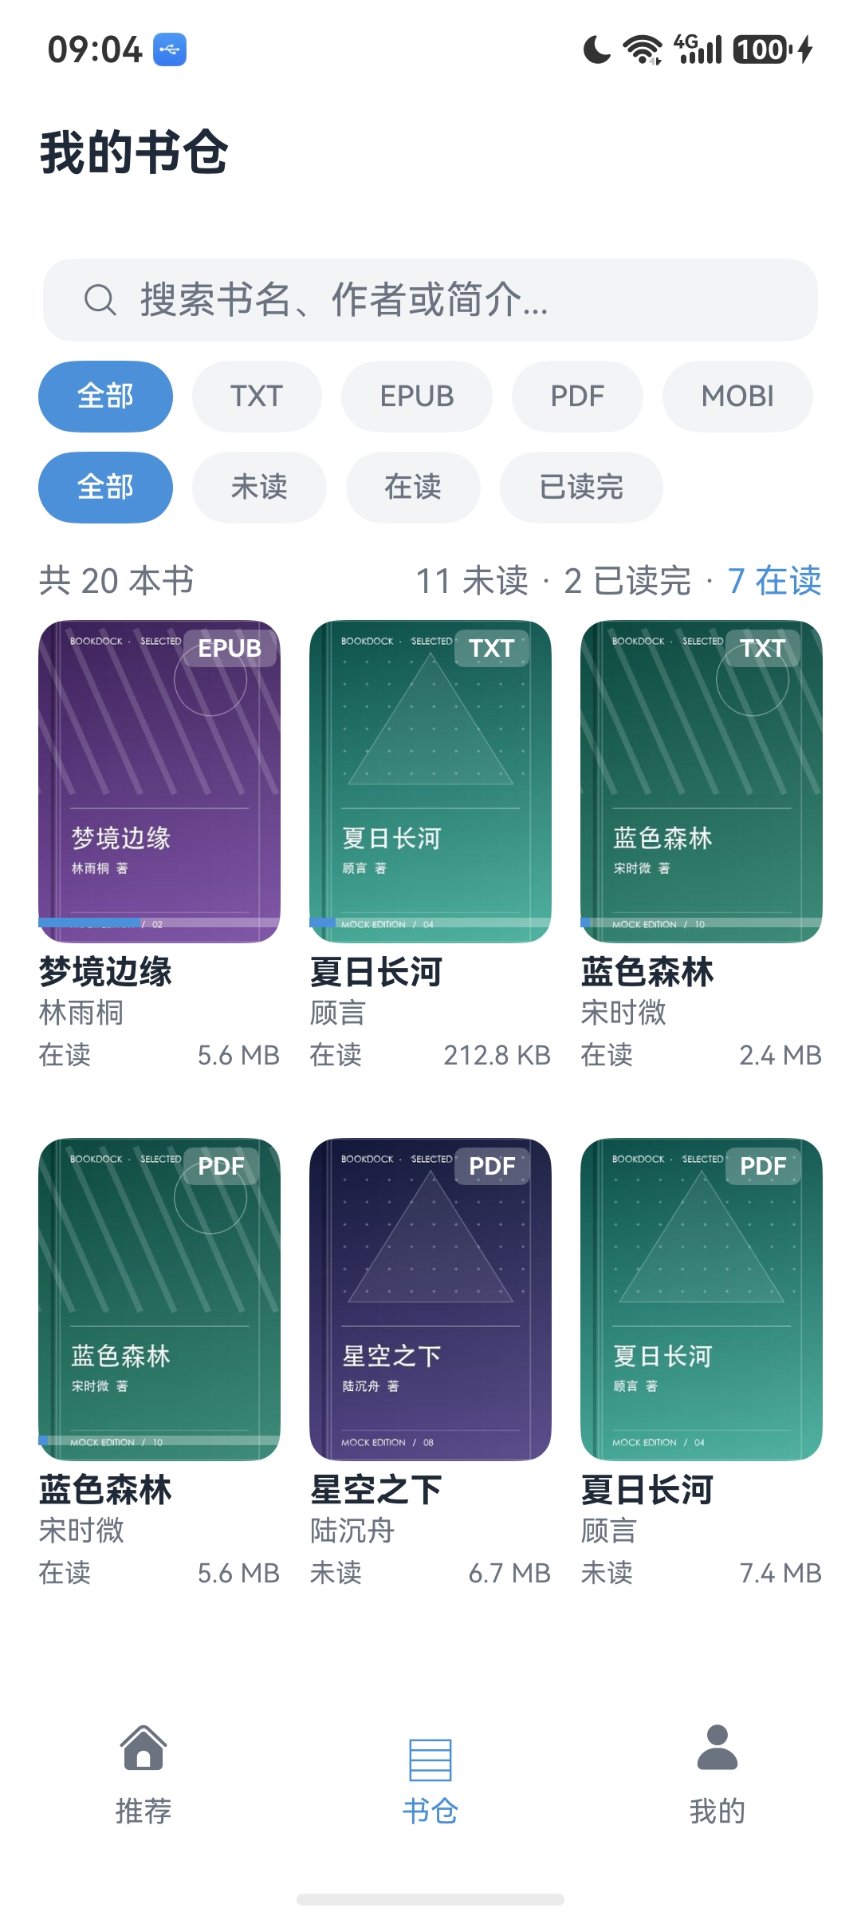 09:04
4G 100
我的书仓
搜索书名、作者或简介...
全部 TXT EPUB PDF MOBI
全部 未读 在读 已读完
共 20 本书 11 未读 · 2 已读完 · 7 在读
BOOKDOCK · SELECTED EPUB
梦境边缘
林雨桐 著
/ 02
梦境边缘
林雨桐
在读 5.6 MB
BOOKDOCK · SELECTED TXT
夏日长河
顾言 著
MOCK EDITION / 04
夏日长河
顾言
在读 212.8 KB
BOOKDOCK · SELECTED TXT
蓝色森林
宋时微 著
MOCK EDITION / 10
蓝色森林
宋时微
在读 2.4 MB
BOOKDOCK · SELECTED PDF
蓝色森林
宋时微 著
MOCK EDITION / 10
蓝色森林
宋时微
在读 5.6 MB
BOOKDOCK · SELECTED PDF
星空之下
陆沉舟 著
MOCK EDITION / 08
星空之下
陆沉舟
未读 6.7 MB
BOOKDOCK · SELECTED PDF
夏日长河
顾言 著
MOCK EDITION / 04
夏日长河
顾言
未读 7.4 MB
推荐 书仓 我的